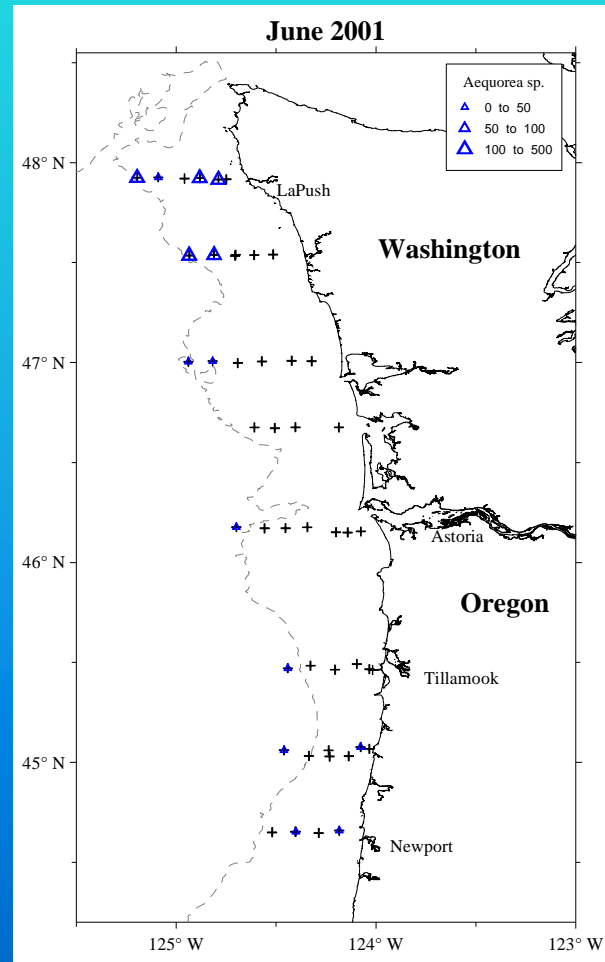 June 2001
Aequorea sp.
0 to 50
50 to 100
100 to 500
48° N
LaPush
Washington
47° N
46° N
Astoria
Oregon
Tillamook
45° N
Newport
125° W
124° W
123° W